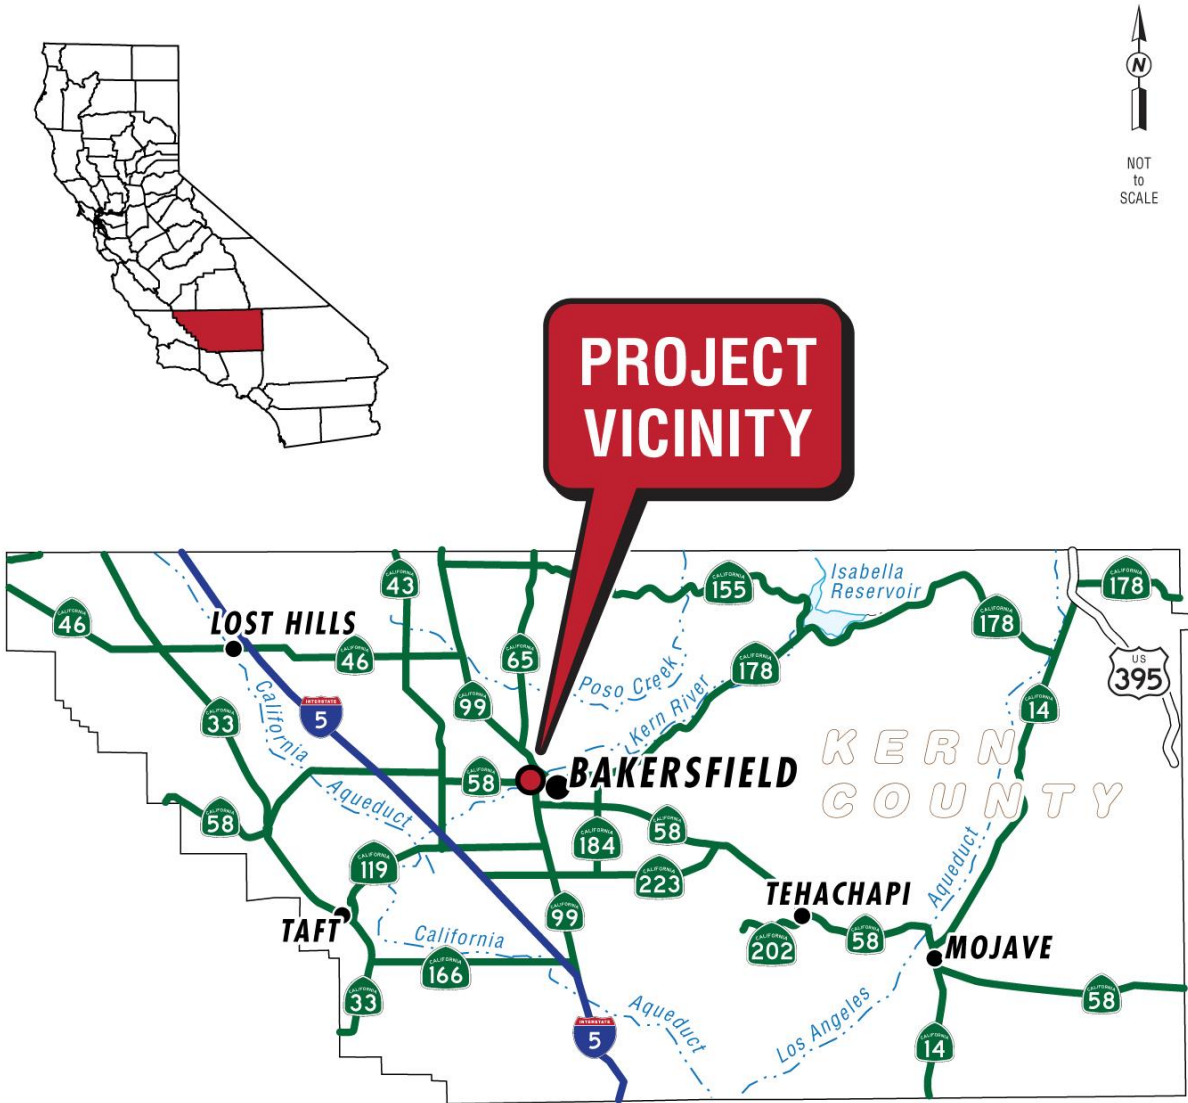 N
NOT
to
SCALE
PROJECT
VICINITY
CALIFORNIA
43
CALIFORNIA
155
Isabella
Reservoir
CALIFORNIA
178
CALIFORNIA
46
LOST HILLS
CALIFORNIA
46
CALIFORNIA
65
CALIFORNIA
178
CALIFORNIA
178
US
395
Poso Creek
Kern River
CALIFORNIA
33
California
INTERSTATE
5
CALIFORNIA
99
CALIFORNIA
14
KERN
COUNTY
CALIFORNIA
58
BAKERSFIELD
Aqueduct
CALIFORNIA
58
CALIFORNIA
119
CALIFORNIA
184
CALIFORNIA
58
CALIFORNIA
223
Aqueduct
TEHACHAPI
TAFT
CALIFORNIA
99
California
CALIFORNIA
202
CALIFORNIA
58
MOJAVE
CALIFORNIA
166
CALIFORNIA
33
CALIFORNIA
58
INTERSTATE
5
Aqueduct
Los Angeles
CALIFORNIA
14